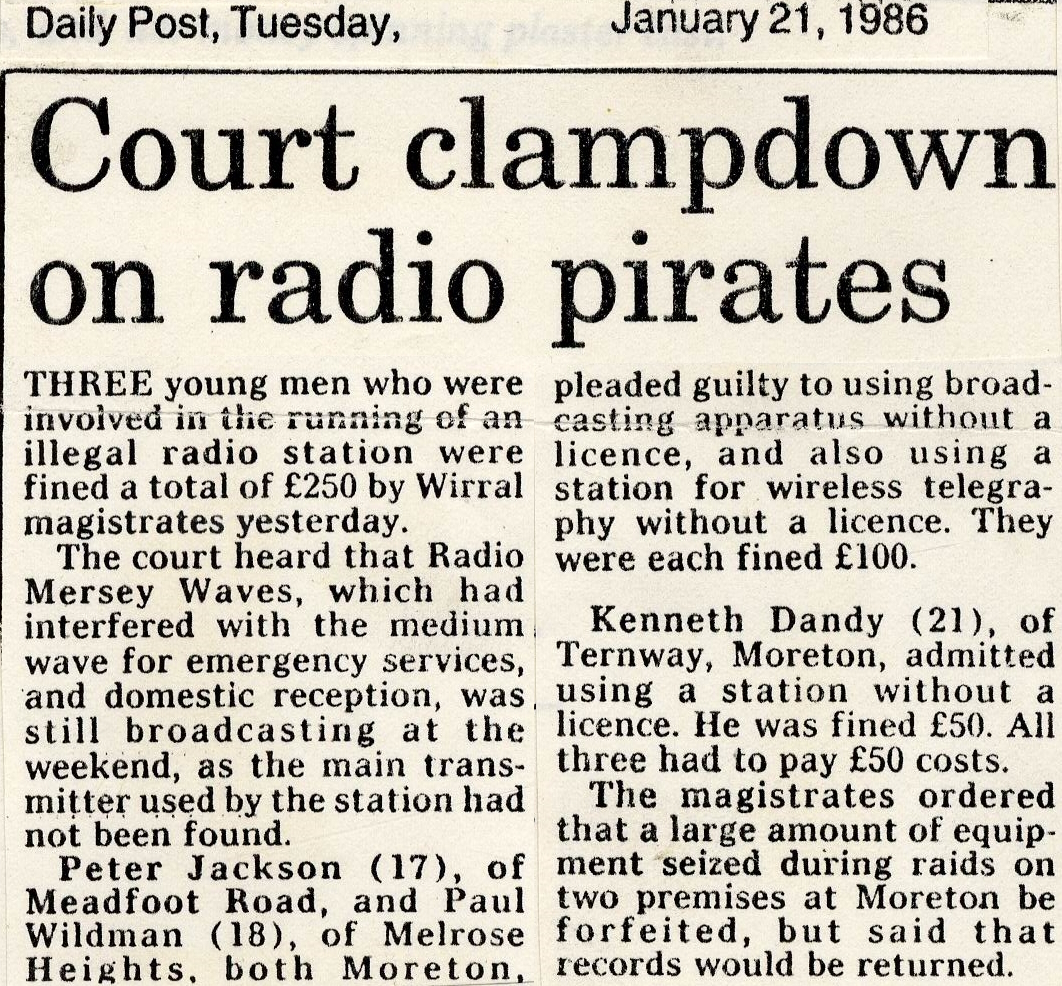 Daily Post, Tuesday, January 21, 1986
Court clampdown
on radio pirates
THREE young men who were
involved in the running of an
illegal radio station were
fined a total of £250 by Wirral
magistrates yesterday.
The court heard that Radio
Mersey Waves, which had
interfered with the medium
wave for emergency services,
and domestic reception, was
still broadcasting at the
weekend, as the main trans-
mitter used by the station had
not been found.
Peter Jackson (17), of
Meadfoot Road, and Paul
Wildman (18), of Melrose
Heights, both Moreton,
pleaded guilty to using broad-
casting apparatus without a
licence, and also using a
station for wireless telegra-
phy without a licence. They
were each fined £100.
Kenneth Dandy (21), of
Ternway, Moreton, admitted
using a station without a
licence. He was fined £50. All
three had to pay £50 costs.
The magistrates ordered
that a large amount of equip-
ment seized during raids on
two premises at Moreton be
forfeited, but said that
records would be returned.